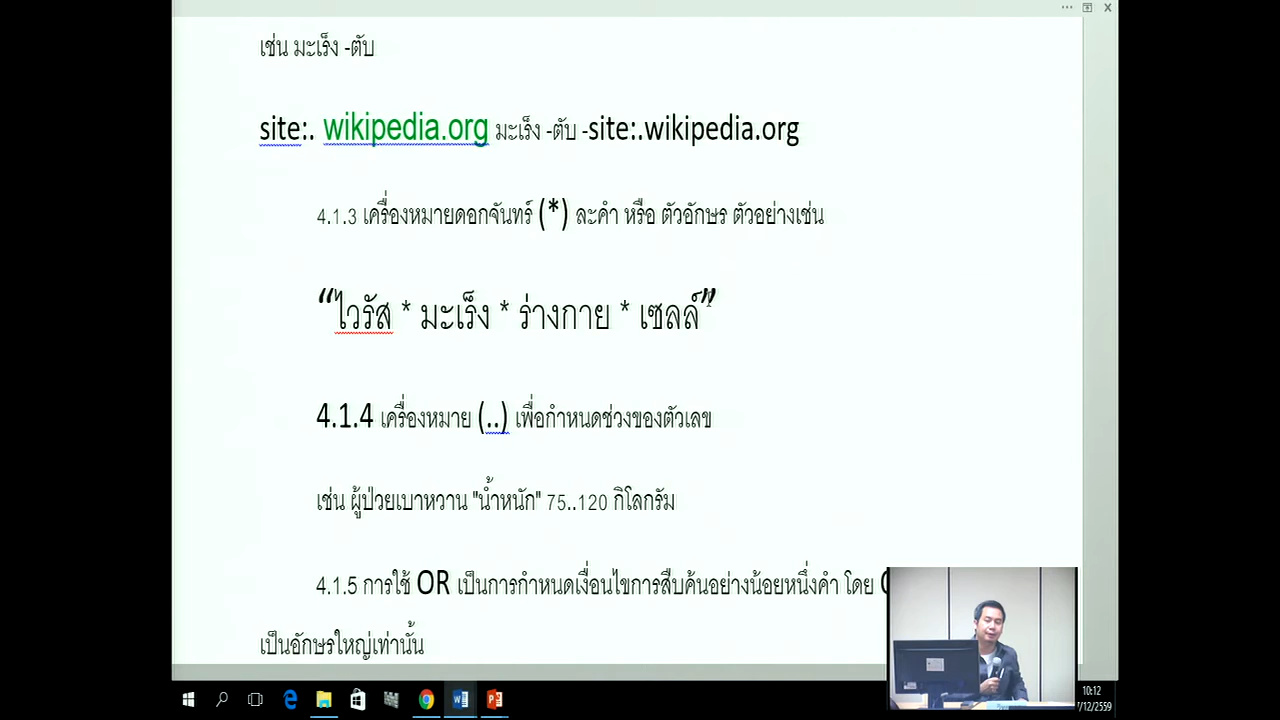 เช่น มะเร็ง -ตับ
site:. wikipedia.org มะเร็ง -ตับ -site:.wikipedia.org
4.1.3 เครื่องหมายดอกจันทร์ (*) ละคำ หรือ ตัวอักษร ตัวอย่างเช่น
“ไวรัส * มะเร็ง * ร่างกาย * เซลล์”
4.1.4 เครื่องหมาย (..) เพื่อกำหนดช่วงของตัวเลข
เช่น ผู้ป่วยเบาหวาน "น้ำหนัก" 75..120 กิโลกรัม
4.1.5 การใช้ OR เป็นการกำหนดเงื่อนไขการสืบค้นอย่างน้อยหนึ่งคำ โดย
เป็นอักษรใหญ่เท่านั้น
10:12
7/12/2559